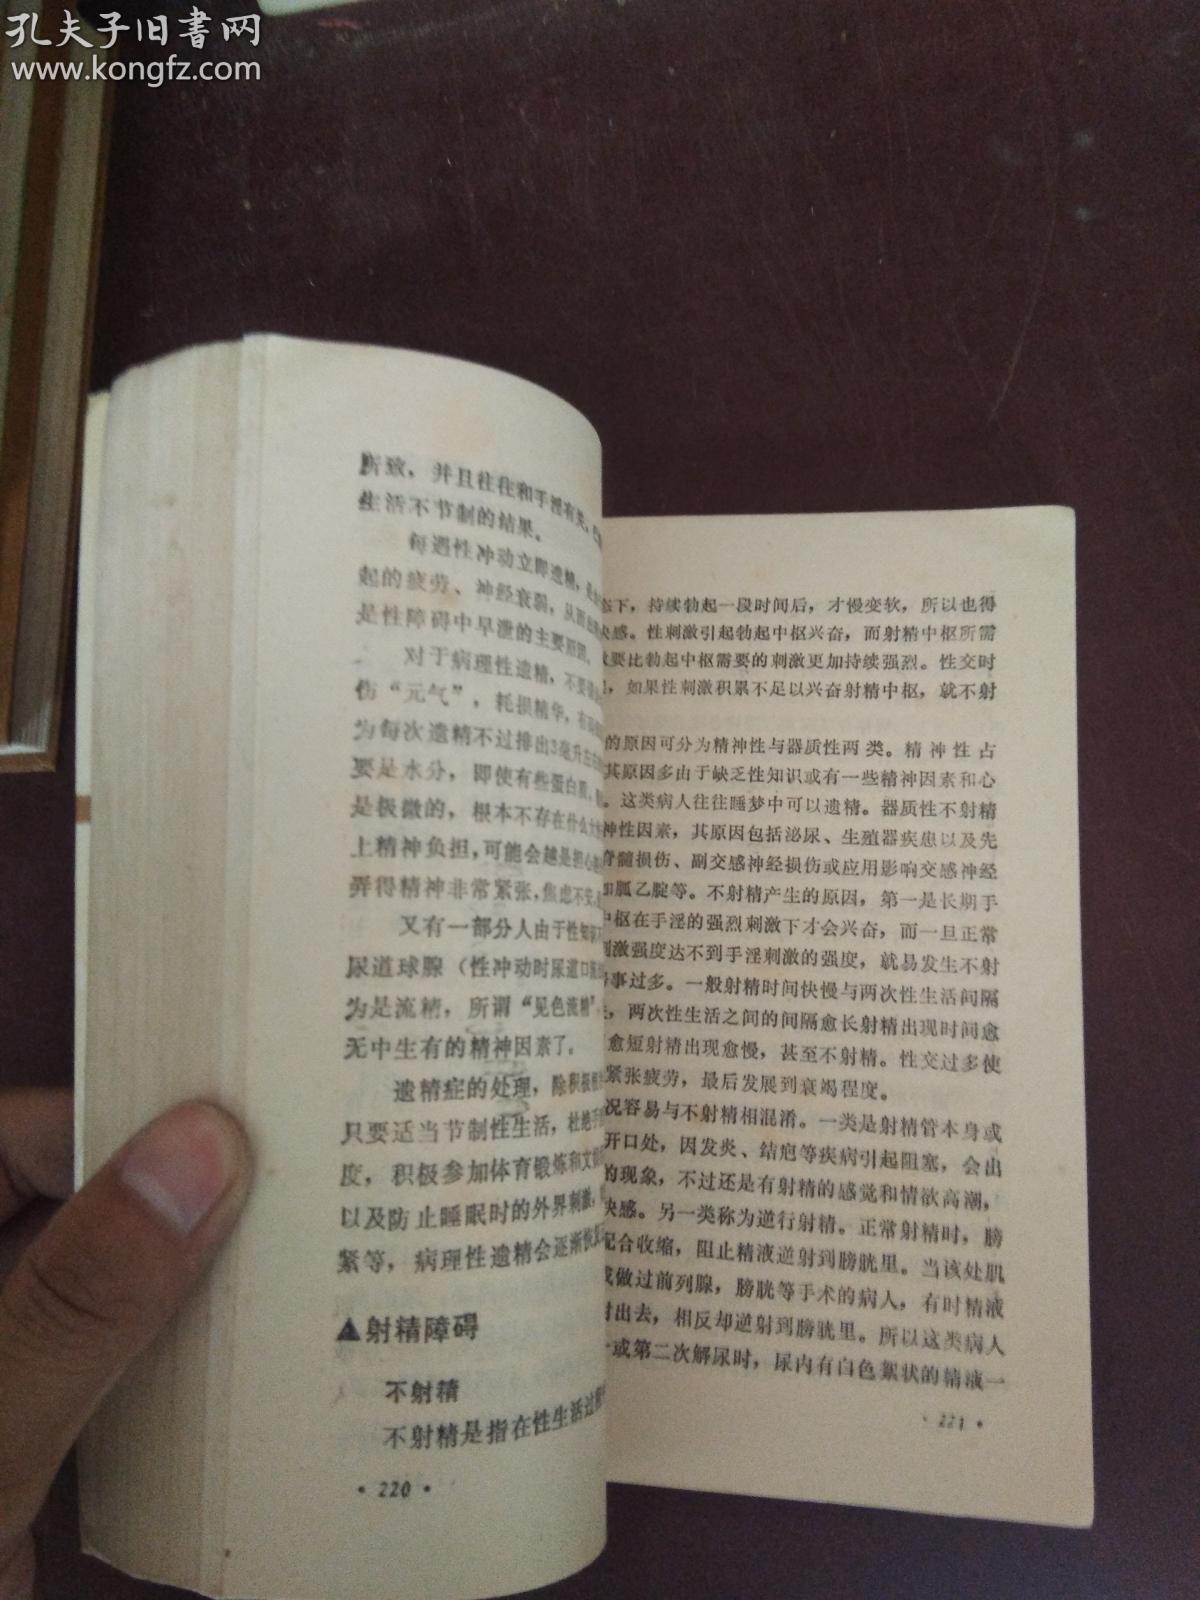 孔夫子旧書网
www.kongfz.com
所致，并且往往和手淫有关，
生活不节制的结果。
每遇性冲动立即遗精，是
起的疲劳、神经衰弱，从而
是性障碍中早泄的主要原因。
对于病理性遗精，不要
伤“元气”，耗损精华，有
为每次遗精不过排出3毫升左右
要是水分，即使有些蛋白质，
是极微的，根本不存在什么大
上精神负担，可能会越是担心
弄得精神非常紧张，焦虑不安，
又有一部分人由于性知识
尿道球腺（性冲动时尿道口
为是流精，所谓“见色流精”
无中生有的精神因素了。
遗精症的处理，除积极
只要适当节制性生活，杜绝手
度，积极参加体育锻炼和文
以及防止睡眠时的外界刺激，
紧等，病理性遗精会逐渐恢复
▲射精障碍
不射精
不射精是指在性生活过
• 220 •
下，持续勃起一段时间后，才慢变软，所以也得
快感。性刺激引起勃起中枢兴奋，而射精中枢所需
要比勃起中枢需要的刺激更加持续强烈。性交时
，如果性刺激积累不足以兴奋射精中枢，就不射
的原因可分为精神性与器质性两类。精神性占
其原因多由于缺乏性知识或有一些精神因素和心
。这类病人往往睡梦中可以遗精。器质性不射精
神性因素，其原因包括泌尿、生殖器疾患以及先
脊髓损伤、副交感神经损伤或应用影响交感神经
如胍乙腚等。不射精产生的原因，第一是长期手
中枢在手淫的强烈刺激下才会兴奋，而一旦正常
刺激强度达不到手淫刺激的强度，就易发生不射
房事过多。一般射精时间快慢与两次性生活间隔
，两次性生活之间的间隔愈长射精出现时间愈
愈短射精出现愈慢，甚至不射精。性交过多使
紧张疲劳，最后发展到衰竭程度。
况容易与不射精相混淆。一类是射精管本身或
开口处，因发炎、结疤等疾病引起阻塞，会出
的现象，不过还是有射精的感觉和情欲高潮，
快感。另一类称为逆行射精。正常射精时，膀
配合收缩，阻止精液逆射到膀胱里。当该处肌
或做过前列腺，膀胱等手术的病人，有时精液
射出去，相反却逆射到膀胱里。所以这类病人
一或第二次解尿时，尿内有白色絮状的精液一
• 221 •